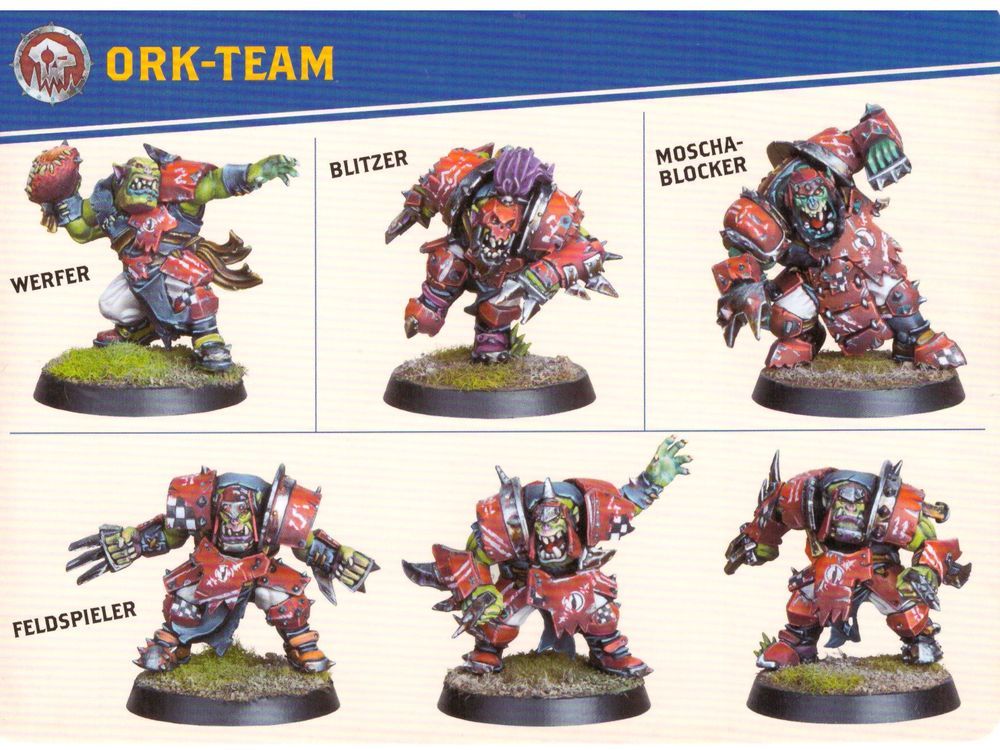 ORK-TEAM
WERFER
BLITZER
MOSCHA-
BLOCKER
FELDSPIELER